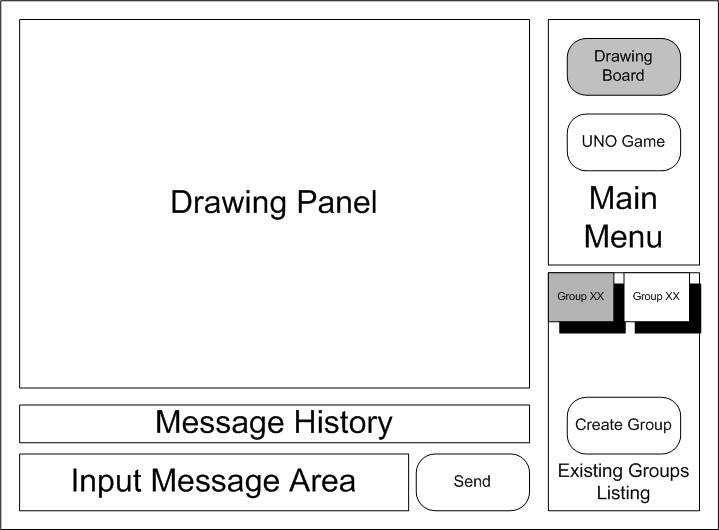 Drawing Panel
Message History
Input Message Area
Send
Drawing
Board
UNO Game
Main
Menu
Group XX
Group XX
Create Group
Existing Groups
Listing